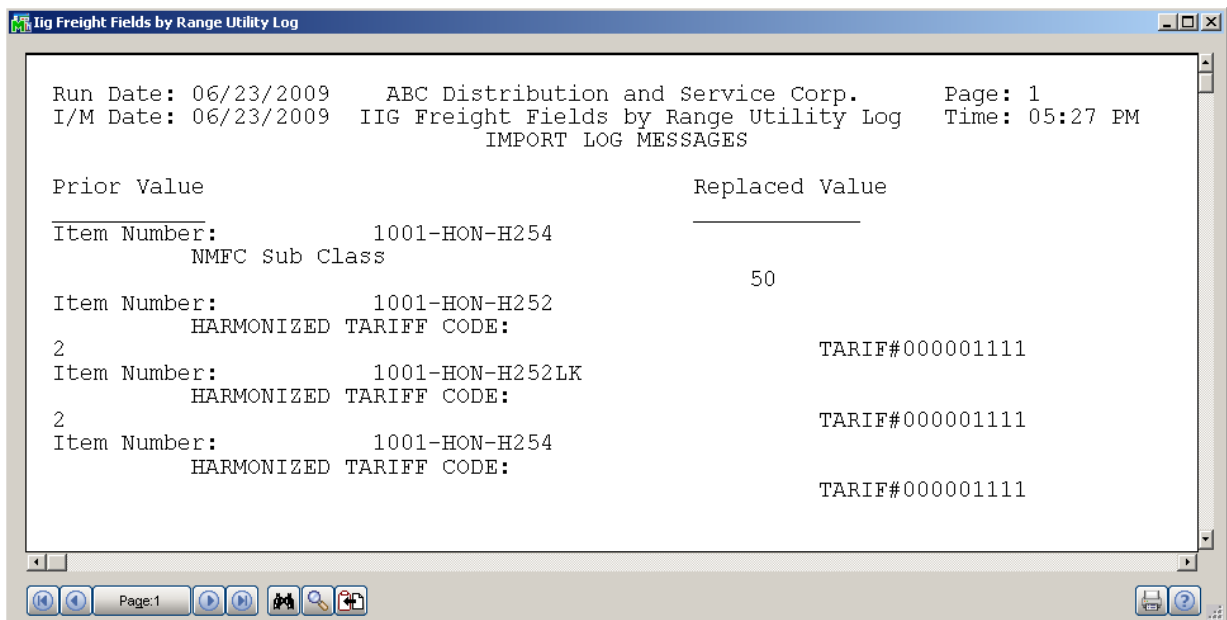 Iig Freight Fields by Range Utility Log
Run Date: 06/23/2009 ABC Distribution and Service Corp. Page: 1
I/M Date: 06/23/2009 IIG Freight Fields by Range Utility Log Time: 05:27 PM
IMPORT LOG MESSAGES
Prior Value Replaced Value
Item Number: 1001-HON-H254
NMFC Sub Class
50
Item Number: 1001-HON-H252
HARMONIZED TARIFF CODE:
2 TARIF#000001111
Item Number: 1001-HON-H252LK
HARMONIZED TARIFF CODE:
2 TARIF#000001111
Item Number: 1001-HON-H254
HARMONIZED TARIFF CODE:
TARIF#000001111
Page:1